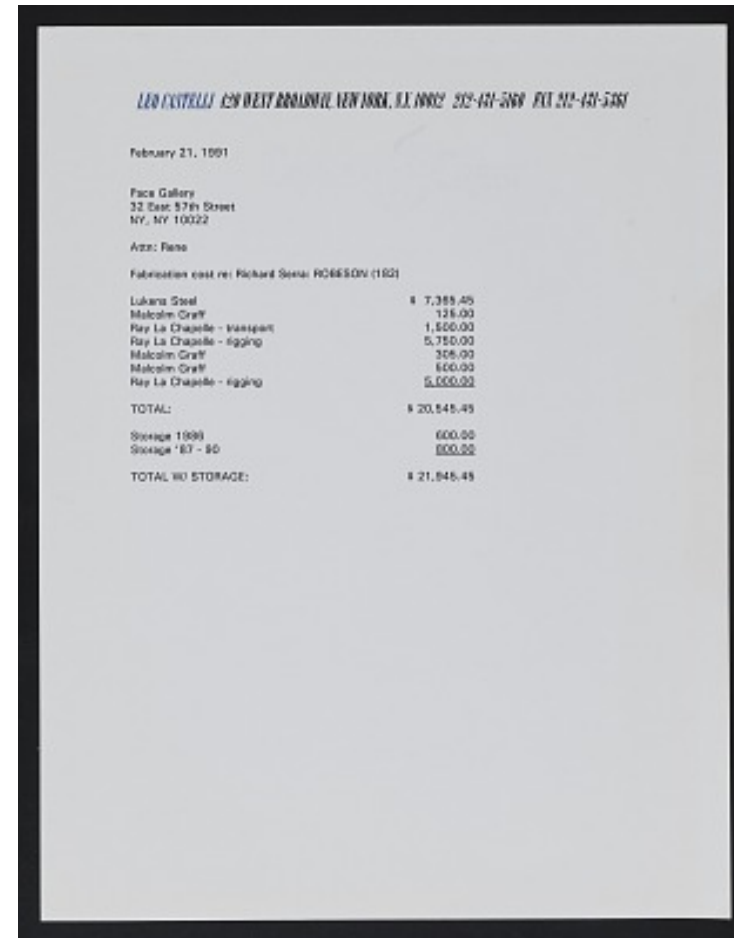 LEO CASTELLI 420 WEST BROADWAY, NEW YORK, N.Y. 10012 212-431-5160 FAX 212-431-5361
February 21, 1991
Pace Gallery
32 East 57th Street
NY, NY 10022
Attn: Rene
Fabrication cost re: Richard Serra: ROBESON (182)
Lukens Steel $ 7,365.45
Malcolm Graff 125.00
Ray La Chapelle - transport 1,500.00
Ray La Chapelle - rigging 5,750.00
Malcolm Graff 305.00
Malcolm Graff 500.00
Ray La Chapelle - rigging 5,000.00
TOTAL: $ 20,545.45
Storage 1986 600.00
Storage '87 - 90 800.00
TOTAL W/ STORAGE: $ 21,945.45